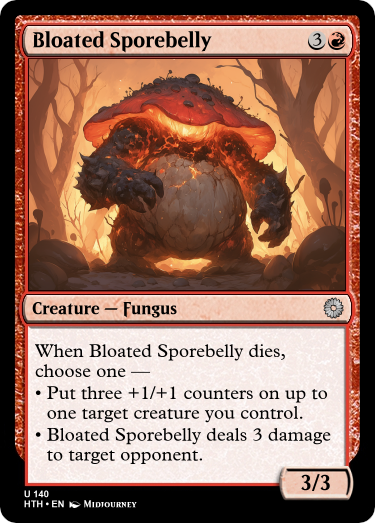 Bloated Sporebelly 3
Creature — Fungus
When Bloated Sporebelly dies,
choose one —
• Put three +1/+1 counters on up to
one target creature you control.
• Bloated Sporebelly deals 3 damage
to target opponent.
3/3
U 140
HTH • EN Midjourney